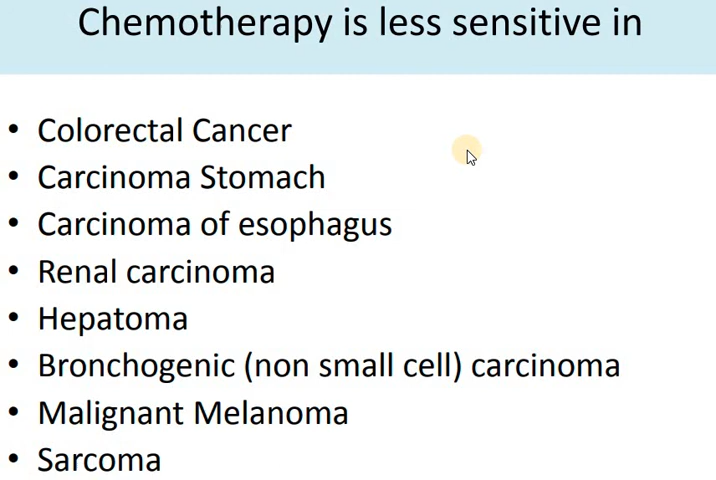 Chemotherapy is less sensitive in
• Colorectal Cancer
• Carcinoma Stomach
• Carcinoma of esophagus
• Renal carcinoma
• Hepatoma
• Bronchogenic (non small cell) carcinoma
• Malignant Melanoma
• Sarcoma